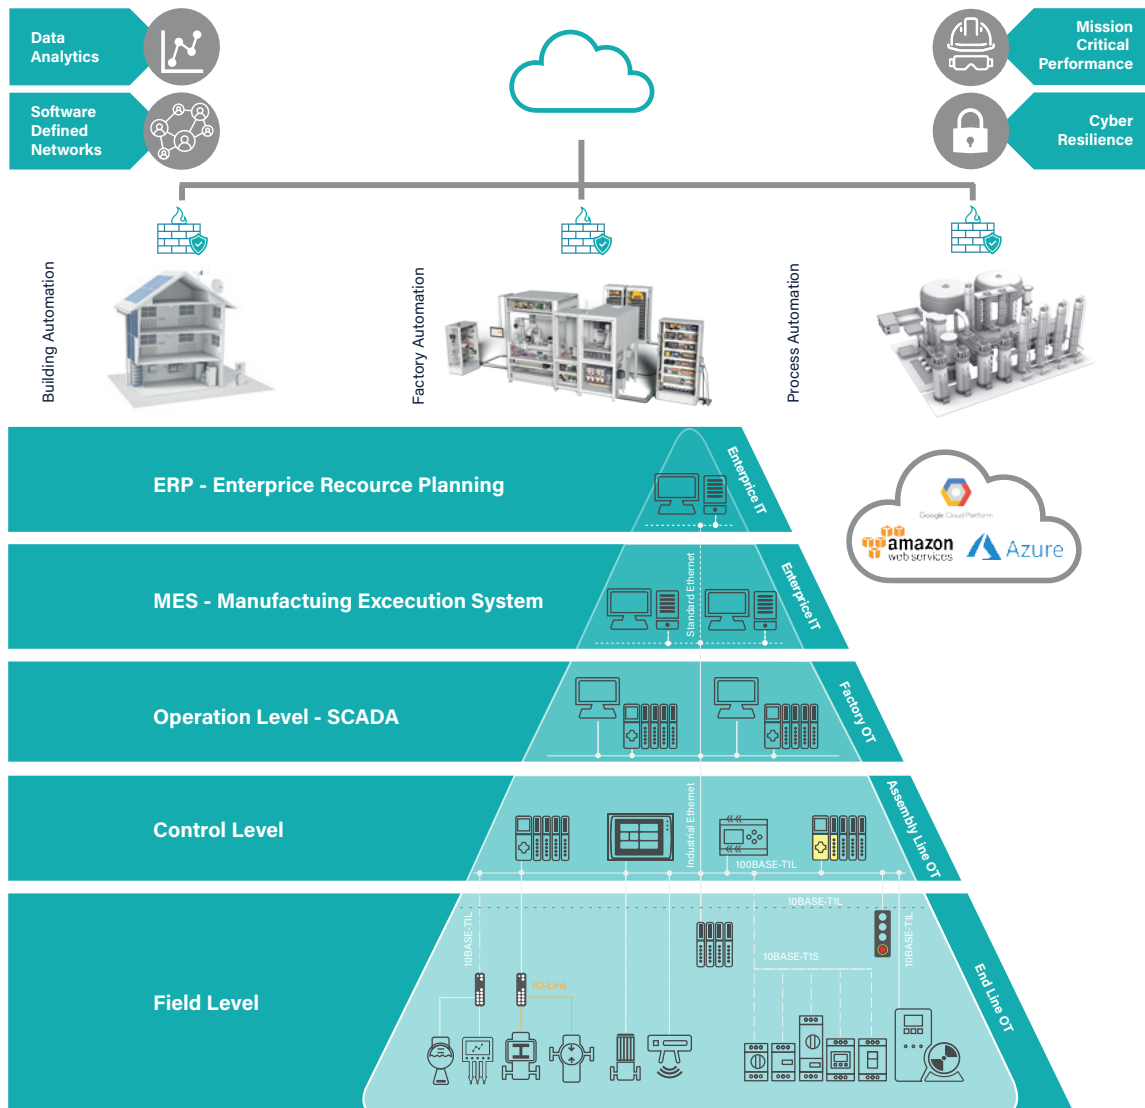 Data
Analytics
Software
Defined
Networks
Mission
Critical
Performance
Cyber
Resilience
Building Automation
Factory Automation
Process Automation
ERP - Enterprice Recource Planning
Enterprice IT
Google Cloud Platform
amazon
web services
Azure
MES - Manufactuing Excecution System
Standard Ethernet
Enterprice IT
Operation Level - SCADA
Factory OT
Control Level
Industrial Ethernet
100BASE-T1L
Assembly Line OT
10BASE-T1L
10BASE-T1L
10BASE-T1L
10BASE-T1S
IO-Link
Field Level
End Line OT